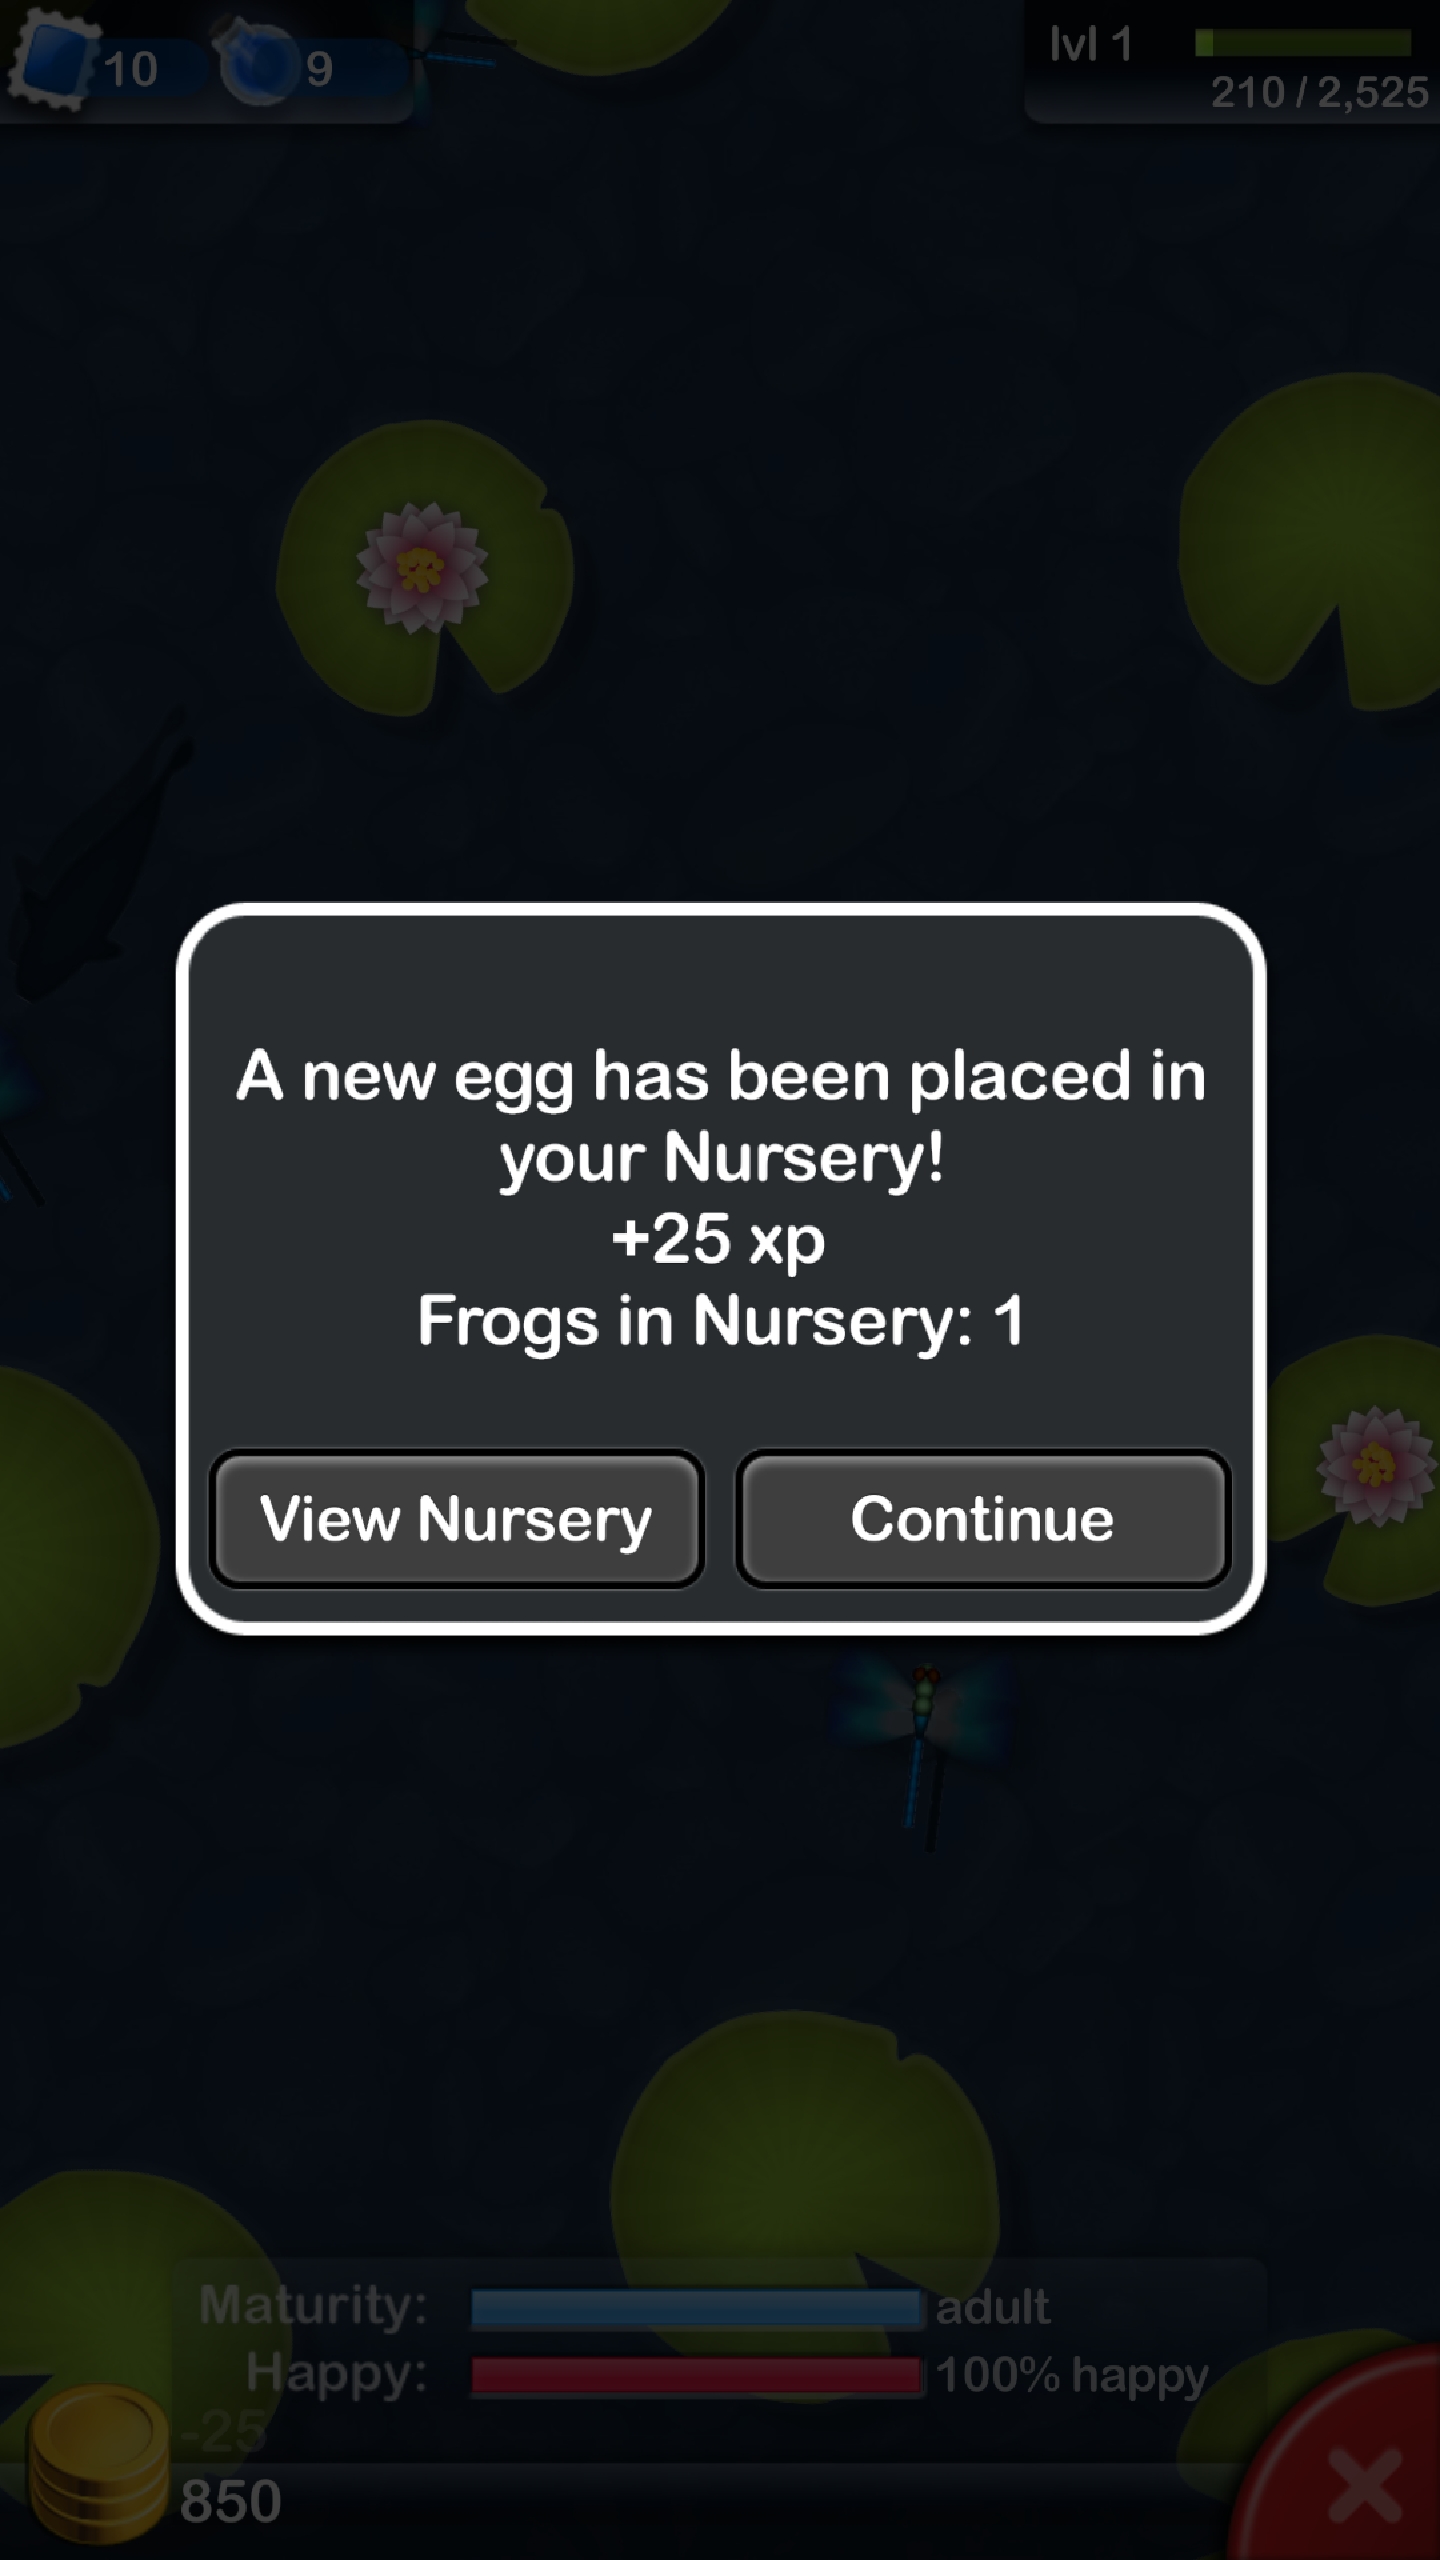 10
9
lvl 1
210 / 2,525
A new egg has been placed in
your Nursery!
+25 xp
Frogs in Nursery: 1
View Nursery
Continue
Maturity:
adult
Happy:
100% happy
-25
850